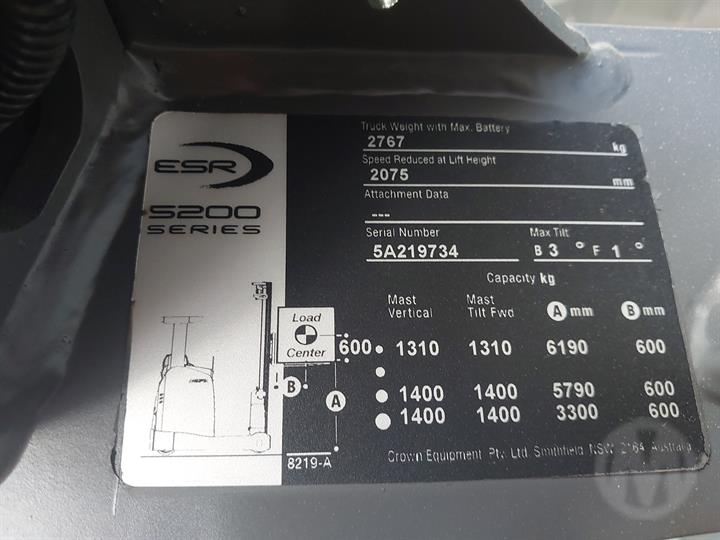 Truck Weight with Max. Battery
2767 kg
Speed Reduced at Lift Height
2075 mm
Attachment Data
---
Serial Number Max Tilt
5A219734 B 3 ° F 1 °
ESR
5200
SERIES
Capacity kg
Mast Vertical Mast Tilt Fwd A mm B mm
Load Center
600 1310 1310 6190 600
1400 1400 5790 600
1400 1400 3300 600
B
A
8219-A
Crown Equipment Pty Ltd Smithfield NSW 2164 Australia